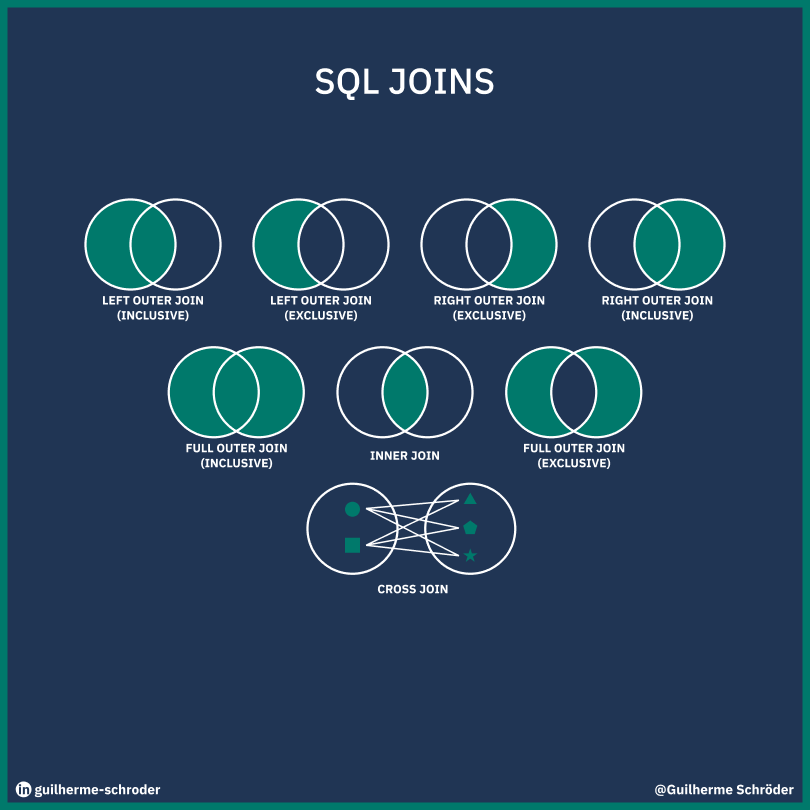 SQL JOINS
LEFT OUTER JOIN
(INCLUSIVE)
LEFT OUTER JOIN
(EXCLUSIVE)
RIGHT OUTER JOIN
(EXCLUSIVE)
RIGHT OUTER JOIN
(INCLUSIVE)
FULL OUTER JOIN
(INCLUSIVE)
INNER JOIN
FULL OUTER JOIN
(EXCLUSIVE)
CROSS JOIN
in guilherme-schroder
@Guilherme Schröder